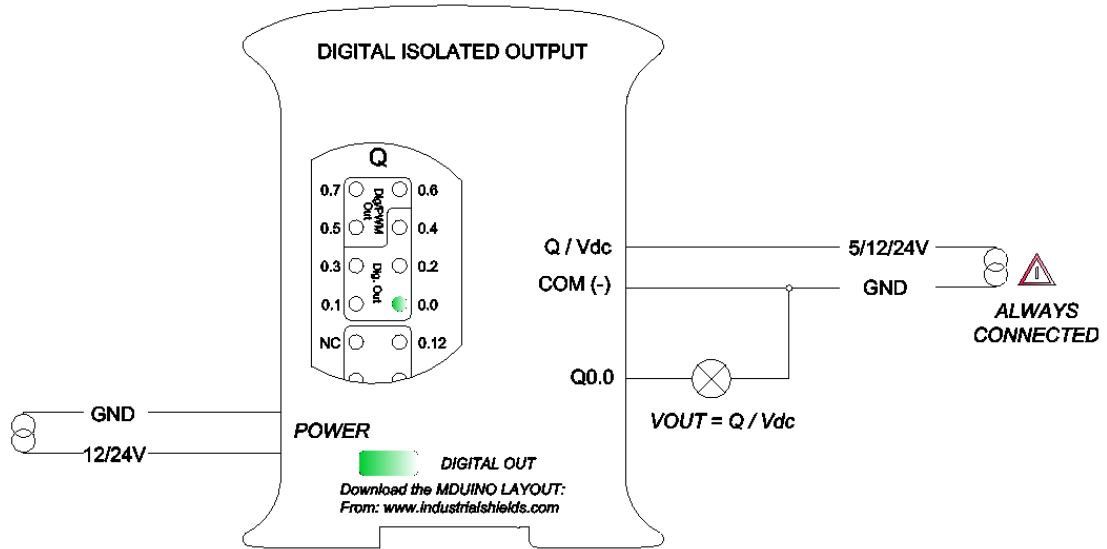 DIGITAL ISOLATED OUTPUT
Q
0.7 Dig/PWM Out 0.6
0.5 0.4
0.3 Dig. Out 0.2
0.1 0.0
NC 0.12
Q / Vdc 5/12/24V
COM (-) GND
ALWAYS
CONNECTED
Q0.0
VOUT = Q / Vdc
GND
POWER
12/24V
DIGITAL OUT
Download the MDUINO LAYOUT:
From: www.industrialshields.com